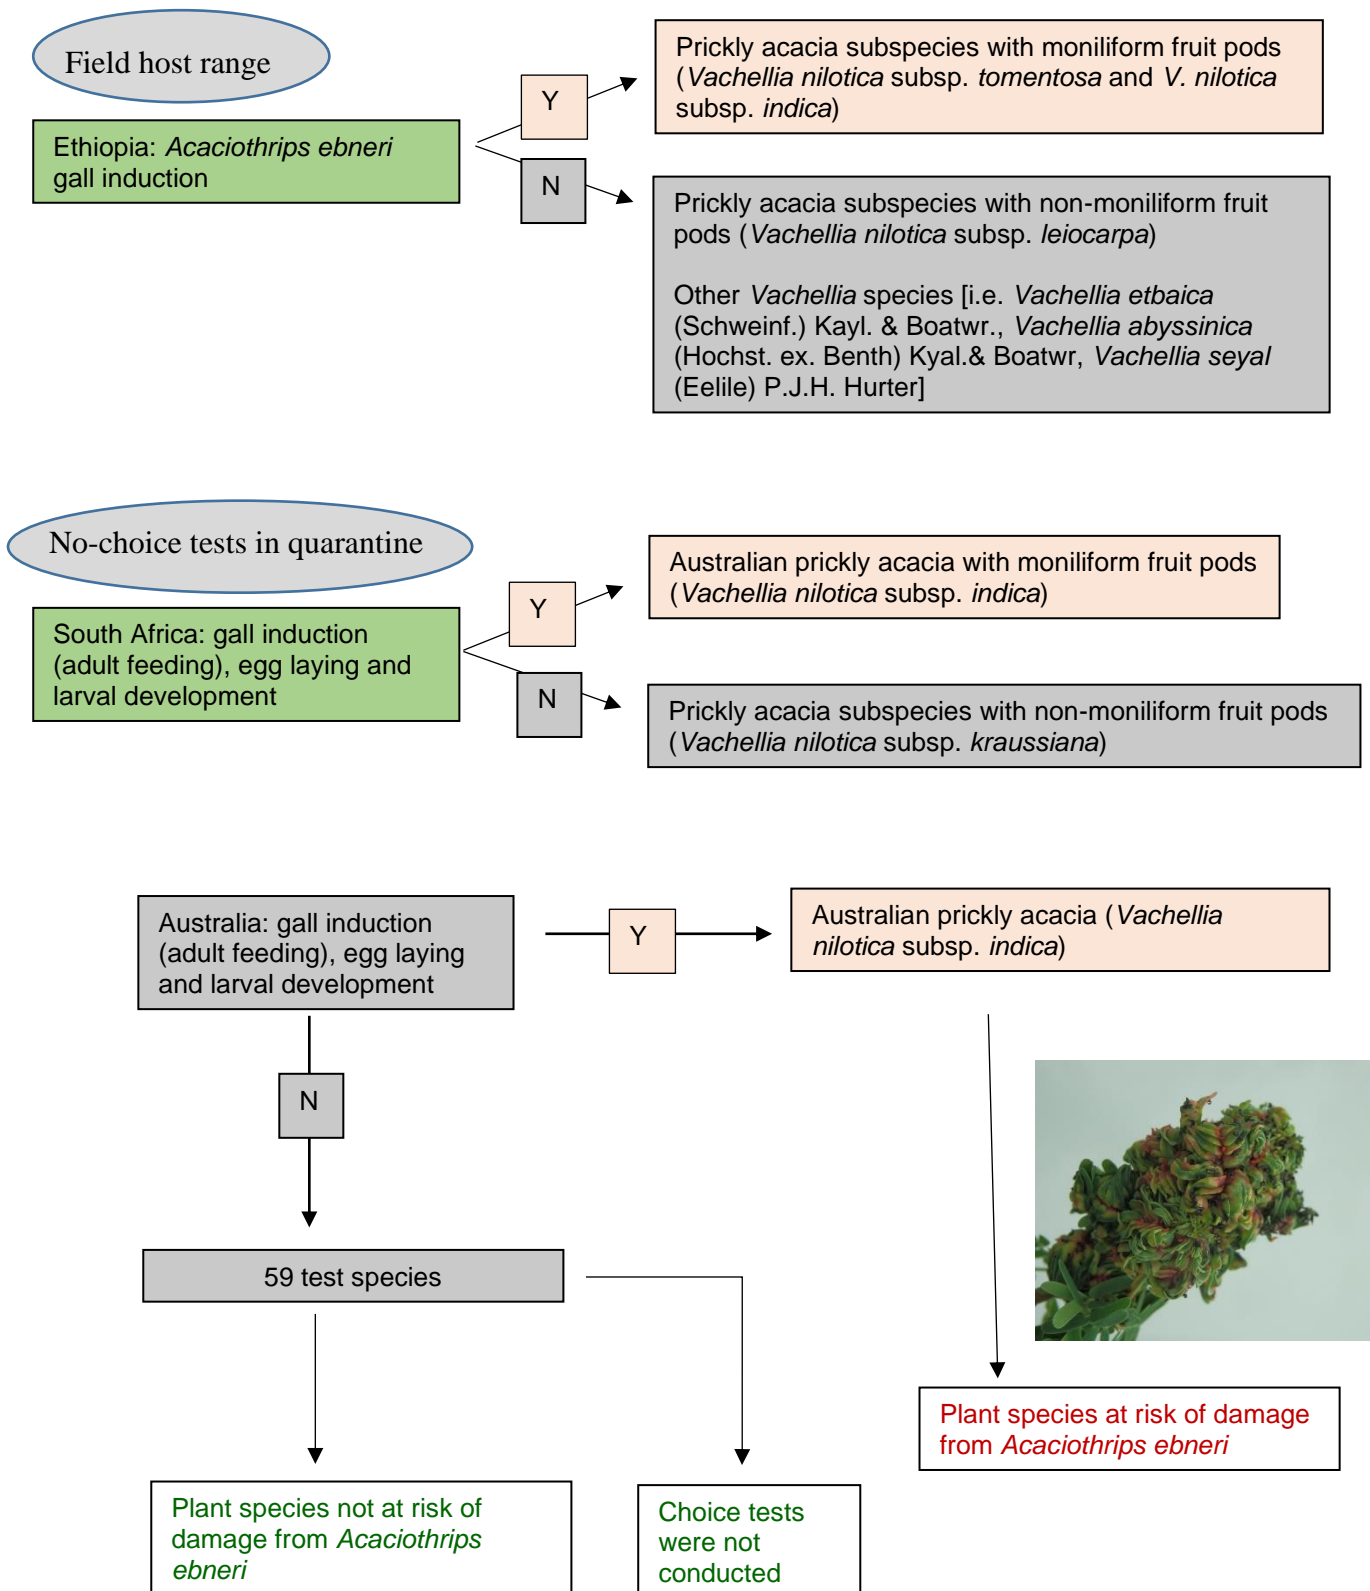 Field host range
Ethiopia: Acaciothrips ebneri
gall induction
Y
N
Prickly acacia subspecies with moniliform fruit pods
(Vachellia nilotica subsp. tomentosa and V. nilotica
subsp. indica)
Prickly acacia subspecies with non-moniliform fruit
pods (Vachellia nilotica subsp. leiocarpa)
Other Vachellia species [i.e. Vachellia etbaica
(Schweinf.) Kayl. & Boatwr., Vachellia abyssinica
(Hochst. ex. Benth) Kyal.& Boatwr, Vachellia seyal
(Eelile) P.J.H. Hurter]
No-choice tests in quarantine
South Africa: gall induction
(adult feeding), egg laying and
larval development
Y
N
Australian prickly acacia with moniliform fruit pods
(Vachellia nilotica subsp. indica)
Prickly acacia subspecies with non-moniliform fruit pods
(Vachellia nilotica subsp. kraussiana)
Australia: gall induction
(adult feeding), egg laying
and larval development
Y
Australian prickly acacia (Vachellia
nilotica subsp. indica)
N
59 test species
Plant species at risk of damage
from Acaciothrips ebneri
Plant species not at risk of
damage from Acaciothrips
ebneri
Choice tests
were not
conducted